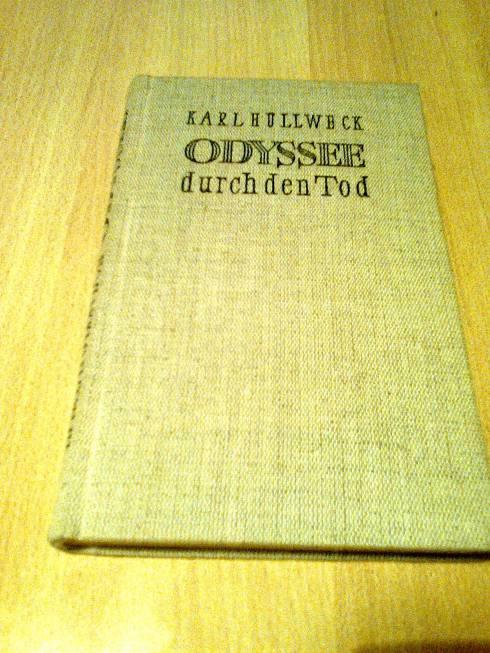 KARL HÜLLWECK
ODYSSEE
durch den Tod